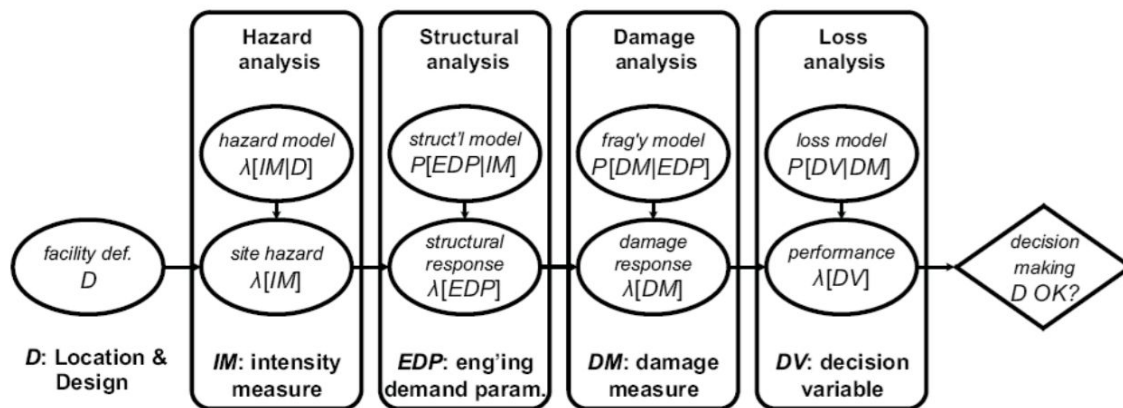 Hazard
analysis
Structural
analysis
Damage
analysis
Loss
analysis
hazard model
λ[IM|D]
struct'l model
P[EDP|IM]
frag'y model
P[DM|EDP]
loss model
P[DV|DM]
facility def.
D
site hazard
λ[IM]
structural
response
λ[EDP]
damage
response
λ[DM]
performance
λ[DV]
decision
making
D OK?
D: Location &
Design
IM: intensity
measure
EDP: eng'ing
demand param.
DM: damage
measure
DV: decision
variable